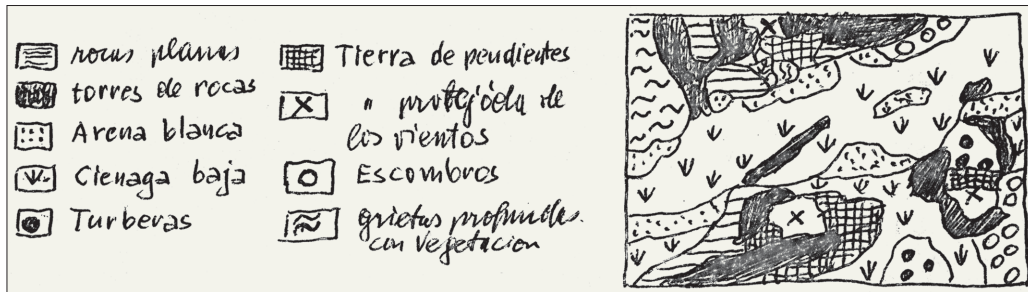 rocas planas
torres de rocas
Arena blanca
Cienaga baja
Turberas
Tierra de pendientes
" protejida de
los vientos
Escombros
grietas profundas
con vegetacion